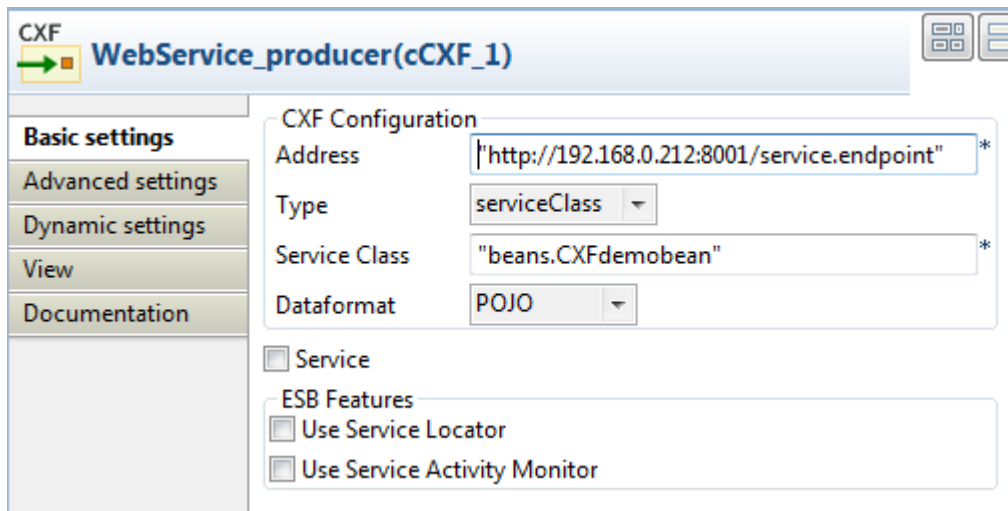 CXF
WebService_producer(cCXF_1)
Basic settings
Advanced settings
Dynamic settings
View
Documentation
CXF Configuration
Address "http://192.168.0.212:8001/service.endpoint" *
Type serviceClass
Service Class "beans.CXFdemobean" *
Dataformat POJO
Service
ESB Features
Use Service Locator
Use Service Activity Monitor